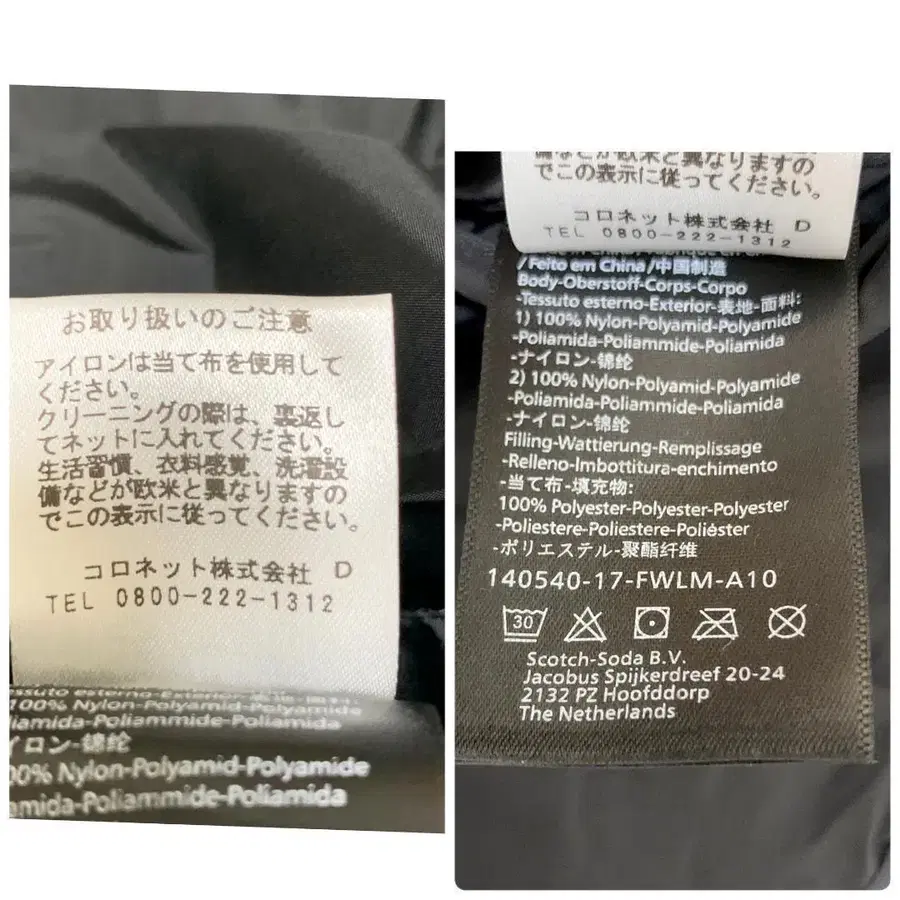 お取り扱いのご注意
アイロンは当て布を使用して
ください。
クリーニングの際は、裏返し
てネットに入れてください。
生活習慣、衣料感覚、洗濯設
備などが欧米と異なりますの
でこの表示に従ってください。
コロネット株式会社 D
TEL 0800-222-1312
Tessuto esterno-Exterior-表地-面料:
100% Nylon-Polyamid-Polyamide
liamida-Poliammide-Poliamida
イロン-锦纶
00% Nylon-Polyamid-Polyamide
amida-Poliammide-Poliamida
備などが欧米と異なりますの
でこの表示に従ってください。
コロネット株式会社 D
TEL 0800-222-1312
/Feito em China/中国制造
Body-Oberstoff-Corps-Corpo
-Tessuto esterno-Exterior-表地-面料:
1) 100% Nylon-Polyamid-Polyamide
-Poliamida-Poliammide-Poliamida
-ナイロン-锦纶
2) 100% Nylon-Polyamid-Polyamide
-Poliamida-Poliammide-Poliamida
-ナイロン-锦纶
Filling-Wattierung-Remplissage
-Relleno-Imbottitura-enchimento
-当て布-填充物:
100% Polyester-Polyester-Polyester
-Poliestere-Poliestere-Polièster
-ポリエステル-聚酯纤维
140540-17-FWLM-A10
30
Scotch-Soda B.V.
Jacobus Spijkerdreef 20-24
2132 PZ Hoofddorp
The Netherlands